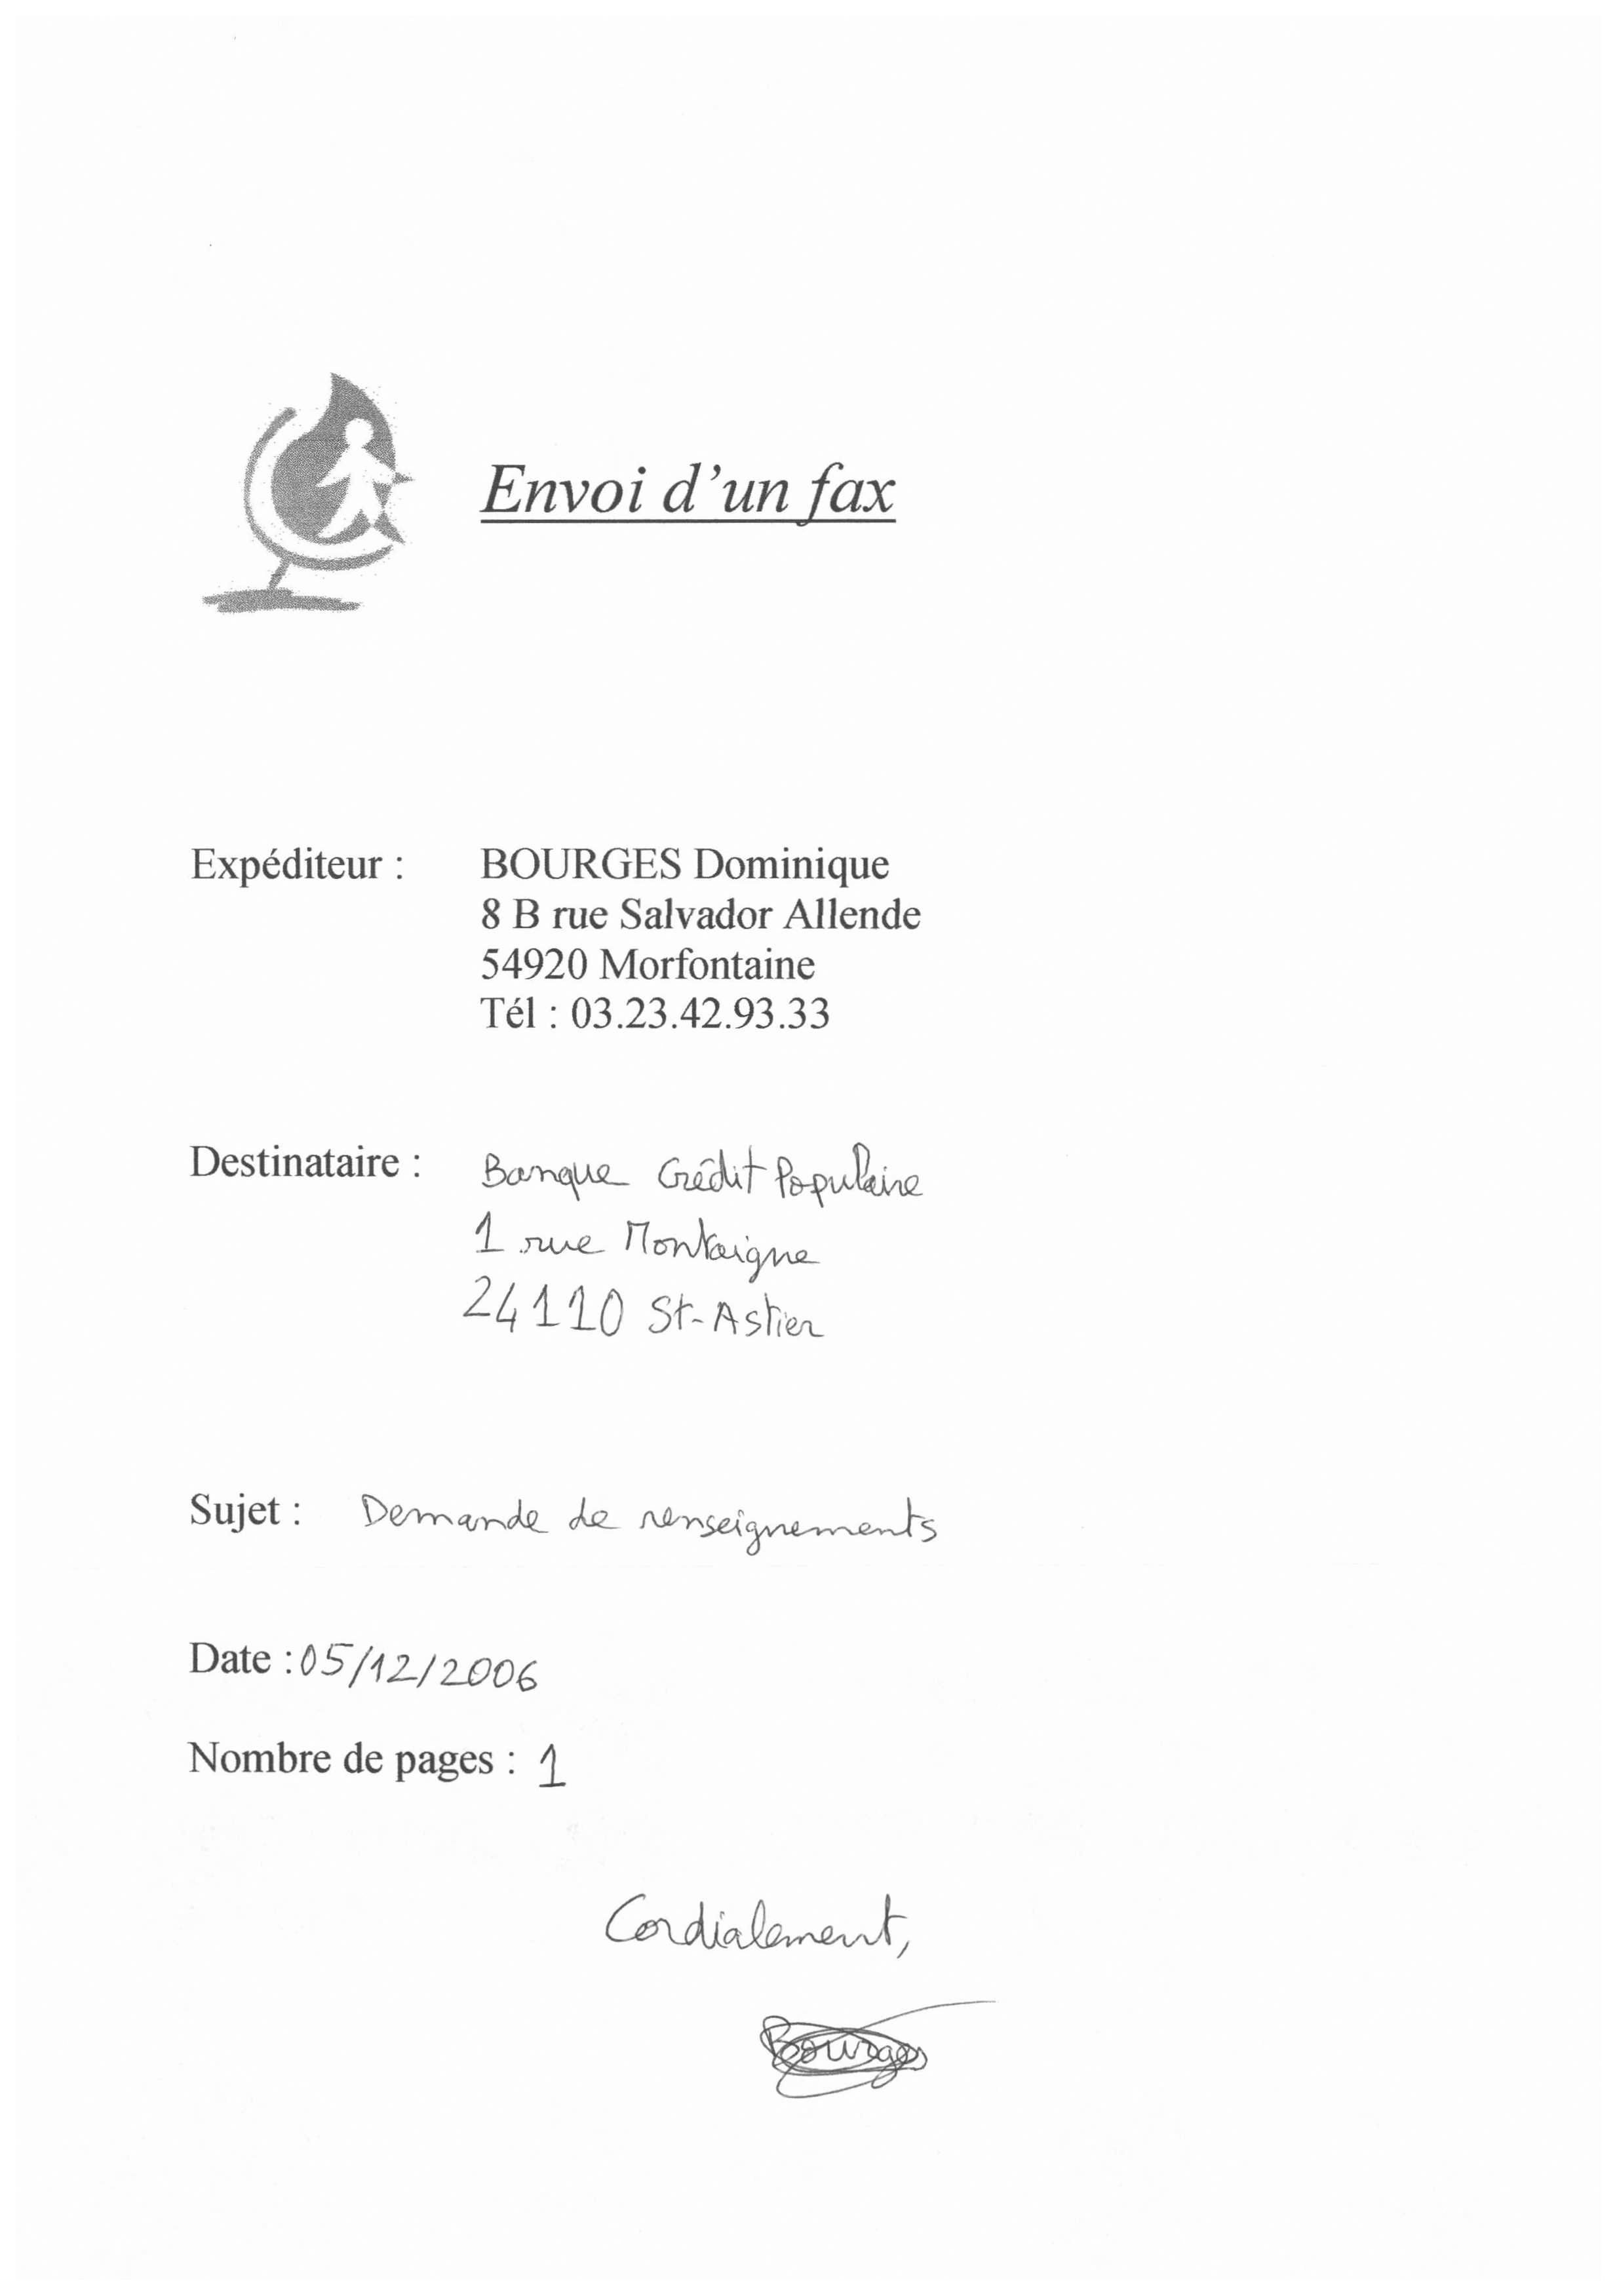 Envoi d'un fax
Expéditeur : BOURGES Dominique
8 B rue Salvador Allende
54920 Morfontaine
Tél : 03.23.42.93.33
Destinataire : Banque Crédit Populaire
1 rue Montaigne
24110 St-Astier
Sujet : Demande de renseignements
Date : 05/12/2006
Nombre de pages : 1
Cordialement,
Bourges